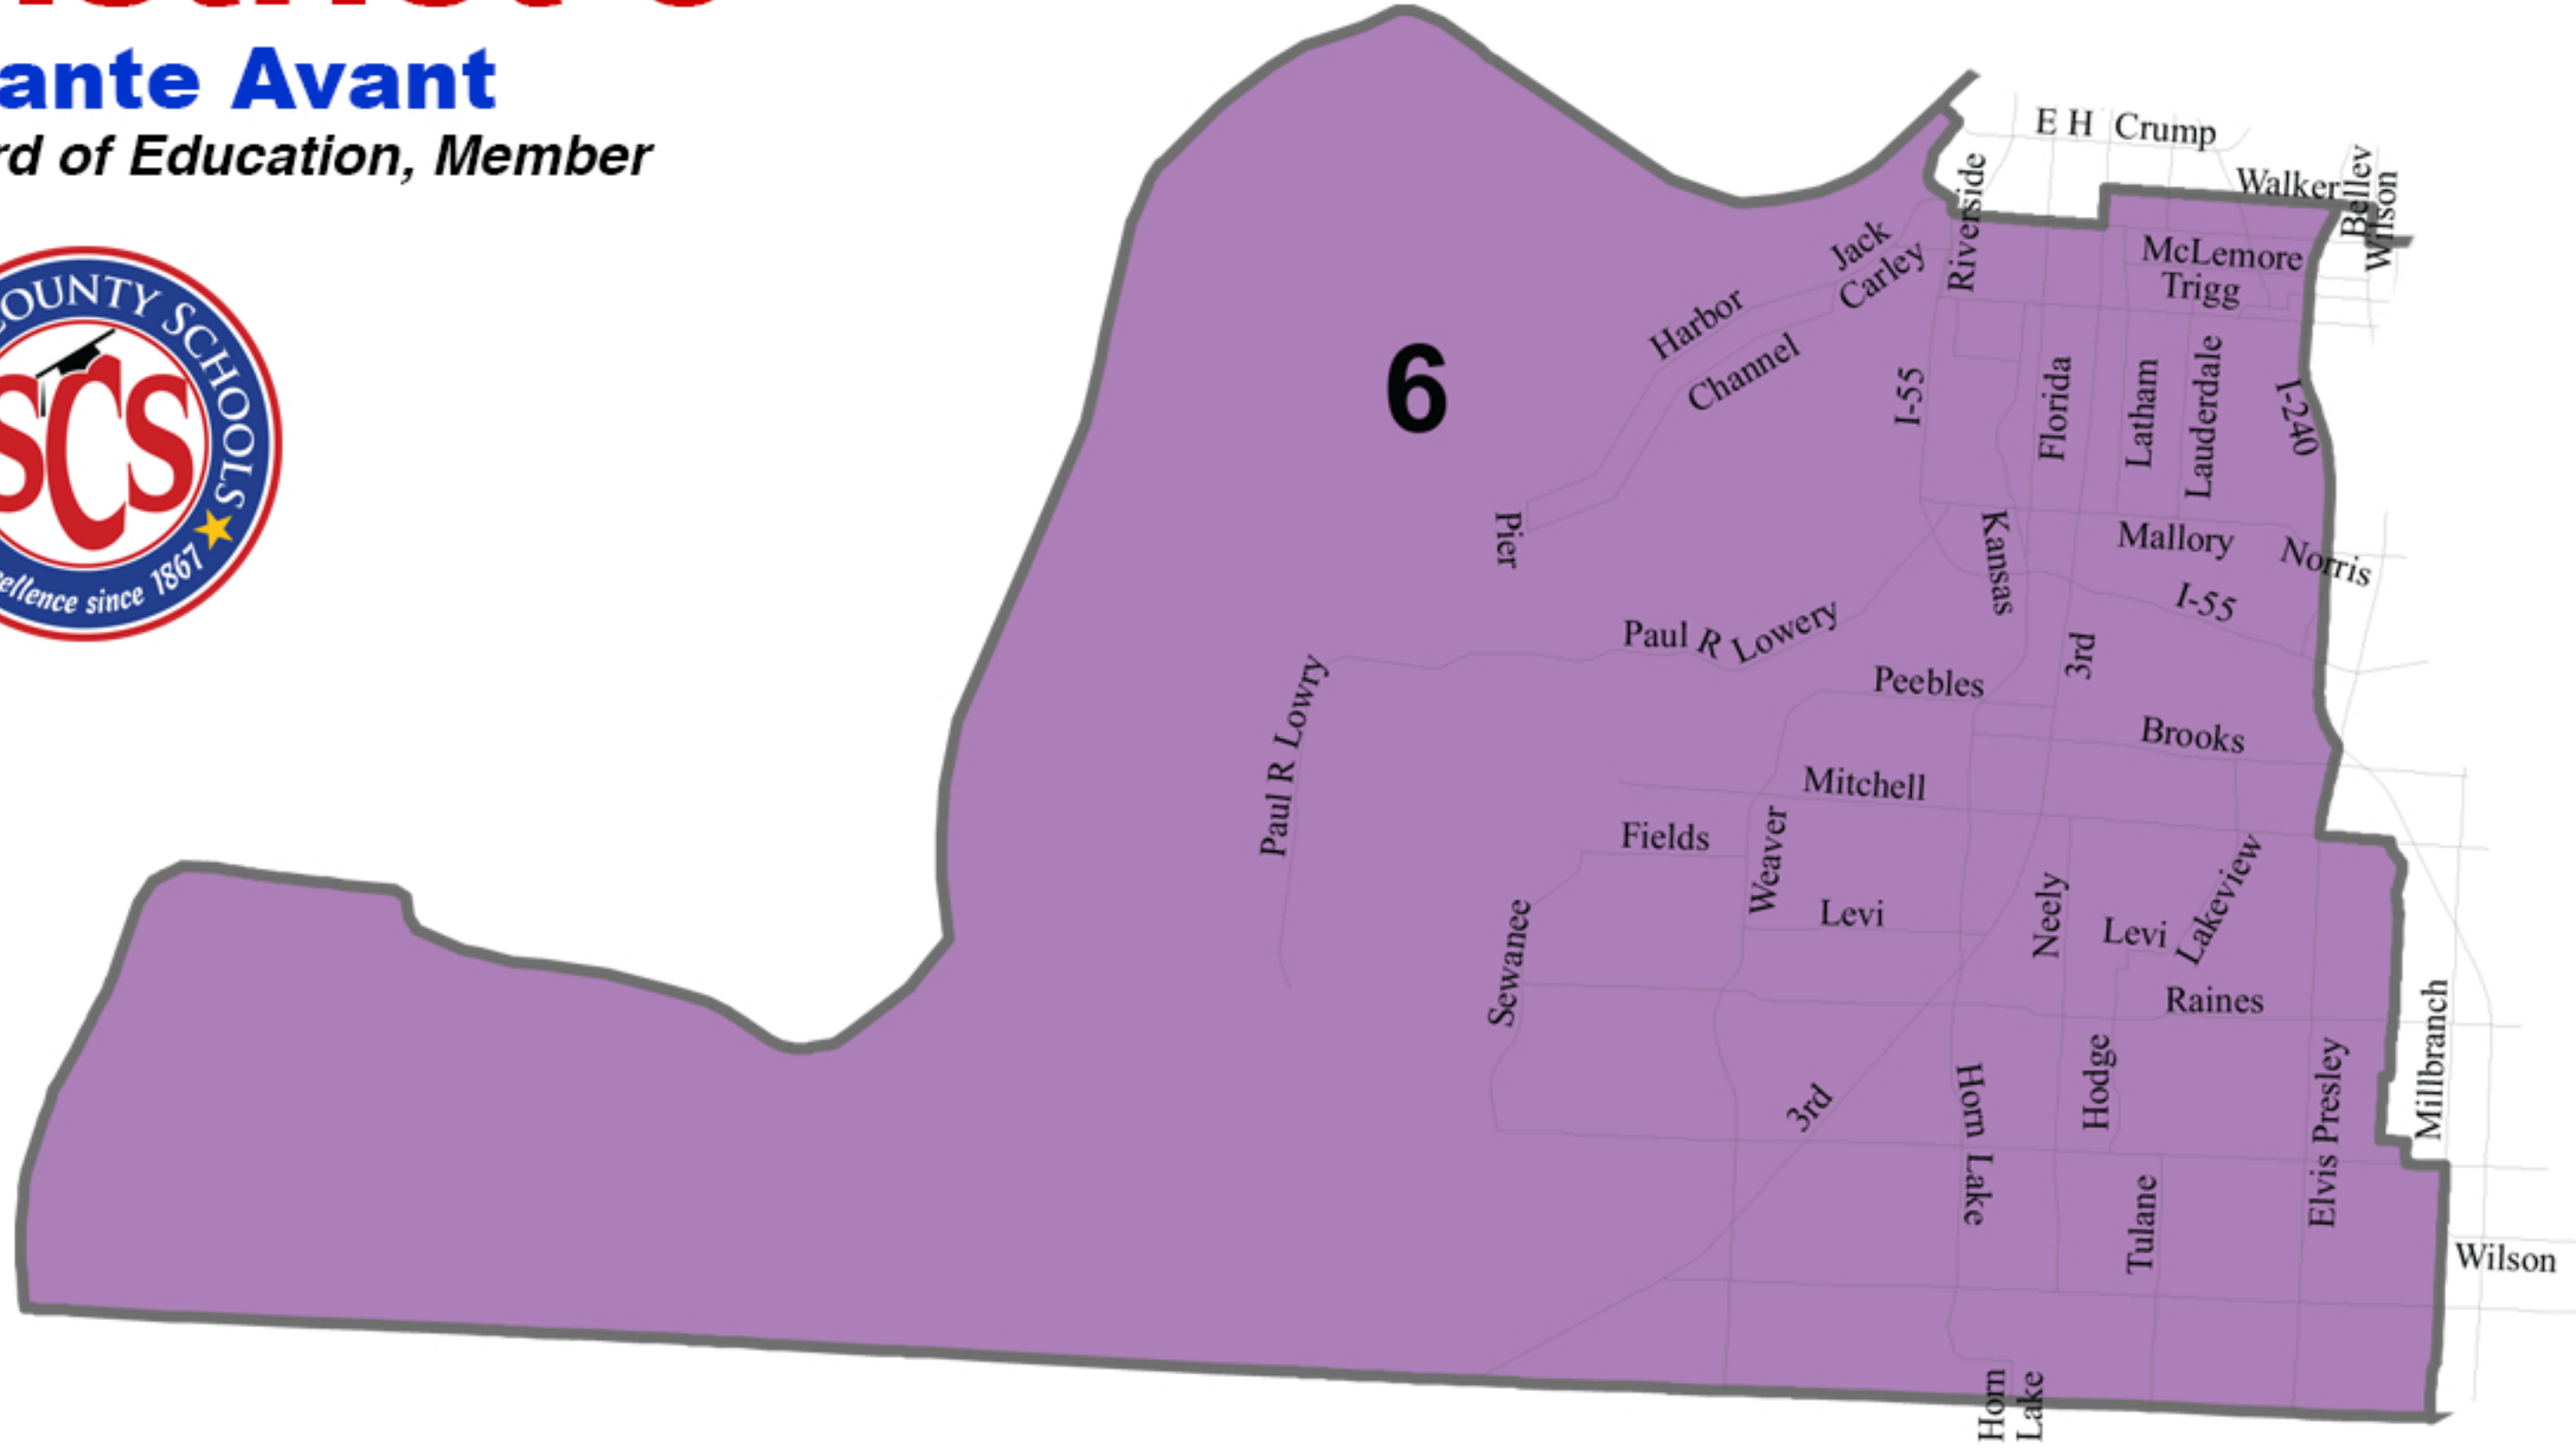 ante Avant
rd of Education, Member
COUNTY SCHOOLS
SCS
ellence since 1867
6
E H Crump
Walker
Bellev
Wilson
Riverside
Jack
Carley
McLemore
Trigg
Harbor
Channel
I-55
Florida
Latham
Lauderdale
I-240
Pier
Kansas
Mallory
Norris
I-55
Paul R Lowery
Paul R Lowry
3rd
Peebles
Brooks
Mitchell
Fields
Weaver
Levi
Neely
Levi
Lakeview
Sewanee
Raines
Millbranch
3rd
Horn Lake
Hodge
Elvis Presley
Tulane
Wilson
Horn
Lake